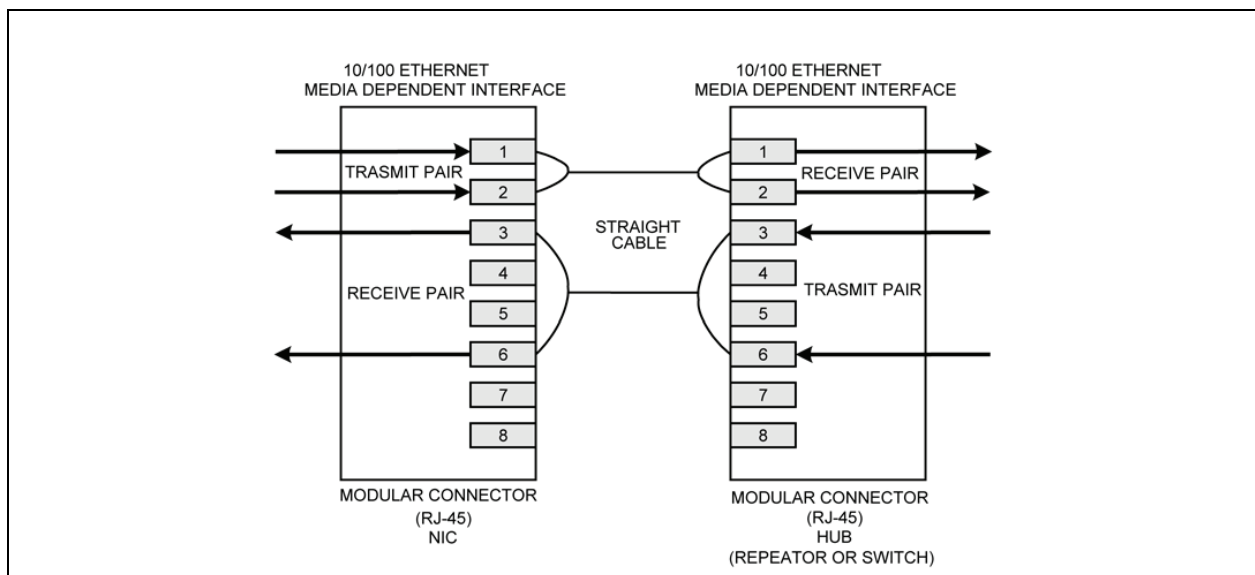 10/100 ETHERNET
MEDIA DEPENDENT INTERFACE
10/100 ETHERNET
MEDIA DEPENDENT INTERFACE
1
TRASMIT PAIR
2
3
4
RECEIVE PAIR
5
6
7
8
STRAIGHT
CABLE
1
RECEIVE PAIR
2
3
4
TRASMIT PAIR
5
6
7
8
MODULAR CONNECTOR
(RJ-45)
NIC
MODULAR CONNECTOR
(RJ-45)
HUB
(REPEATOR OR SWITCH)